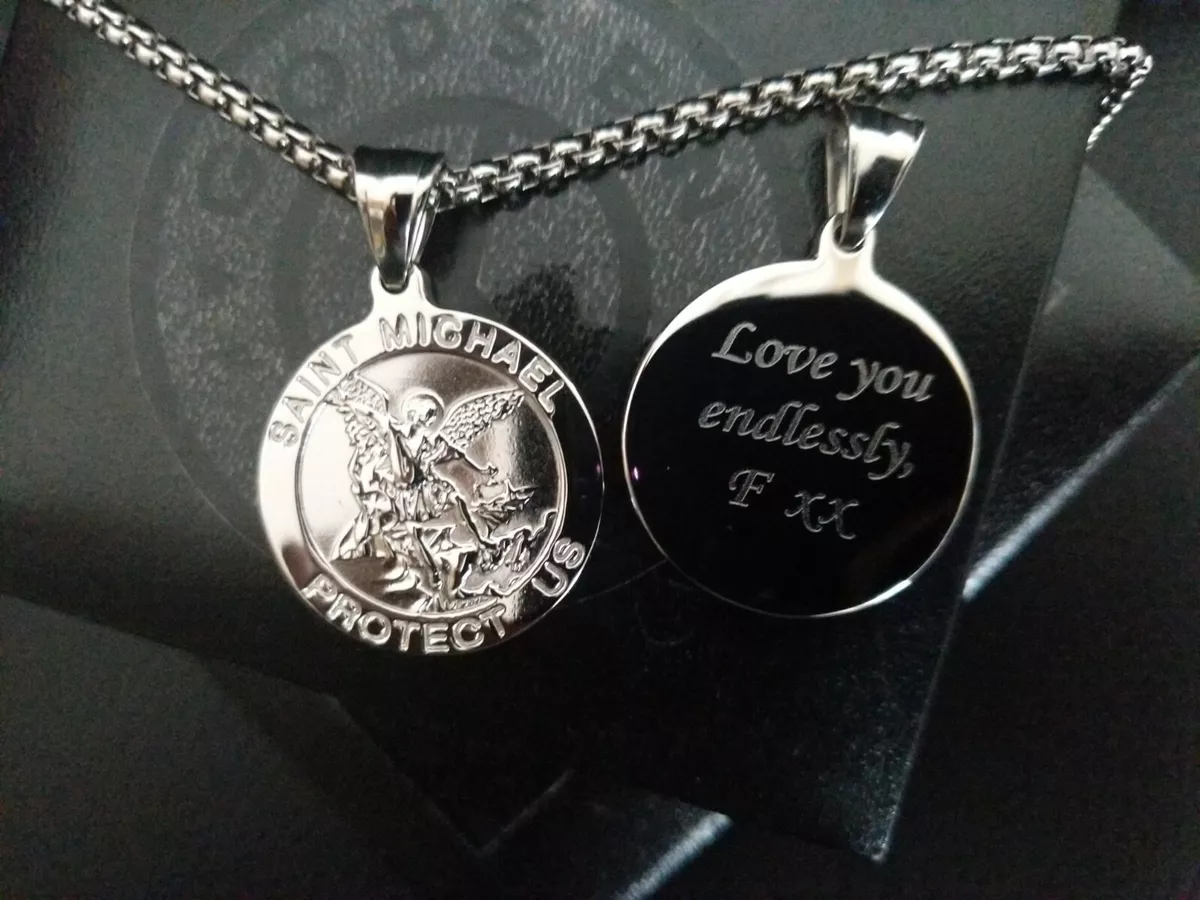 SAINT MICHAEL
PROTECT US
Love you
endlessly,
F xx